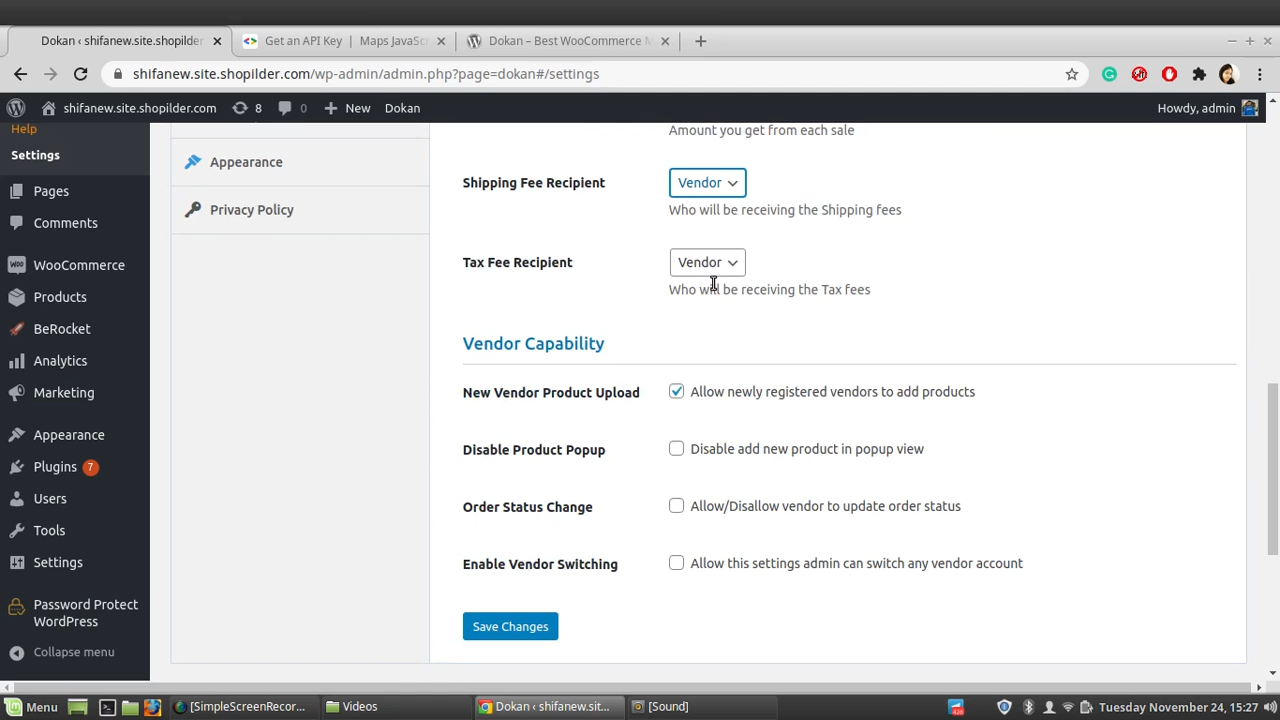 Dokan ‹ shifanew.site.shopilder
Get an API Key | Maps JavaSc
Dokan – Best WooCommerce M
shifanew.site.shopilder.com/wp-admin/admin.php?page=dokan#/settings
shifanew.site.shopilder.com
8
0
New
Dokan
Howdy, admin
Help
Settings
Pages
Comments
WooCommerce
Products
BeRocket
Analytics
Marketing
Appearance
Plugins 7
Users
Tools
Settings
Password Protect
WordPress
Collapse menu
Appearance
Privacy Policy
Amount you get from each sale
Shipping Fee Recipient
Vendor
Who will be receiving the Shipping fees
Tax Fee Recipient
Vendor
Who will be receiving the Tax fees
Vendor Capability
New Vendor Product Upload
Allow newly registered vendors to add products
Disable Product Popup
Disable add new product in popup view
Order Status Change
Allow/Disallow vendor to update order status
Enable Vendor Switching
Allow this settings admin can switch any vendor account
Save Changes
Menu
[SimpleScreenRecor...
Videos
Dokan ‹ shifanew.sit...
[Sound]
Tuesday November 24, 15:27